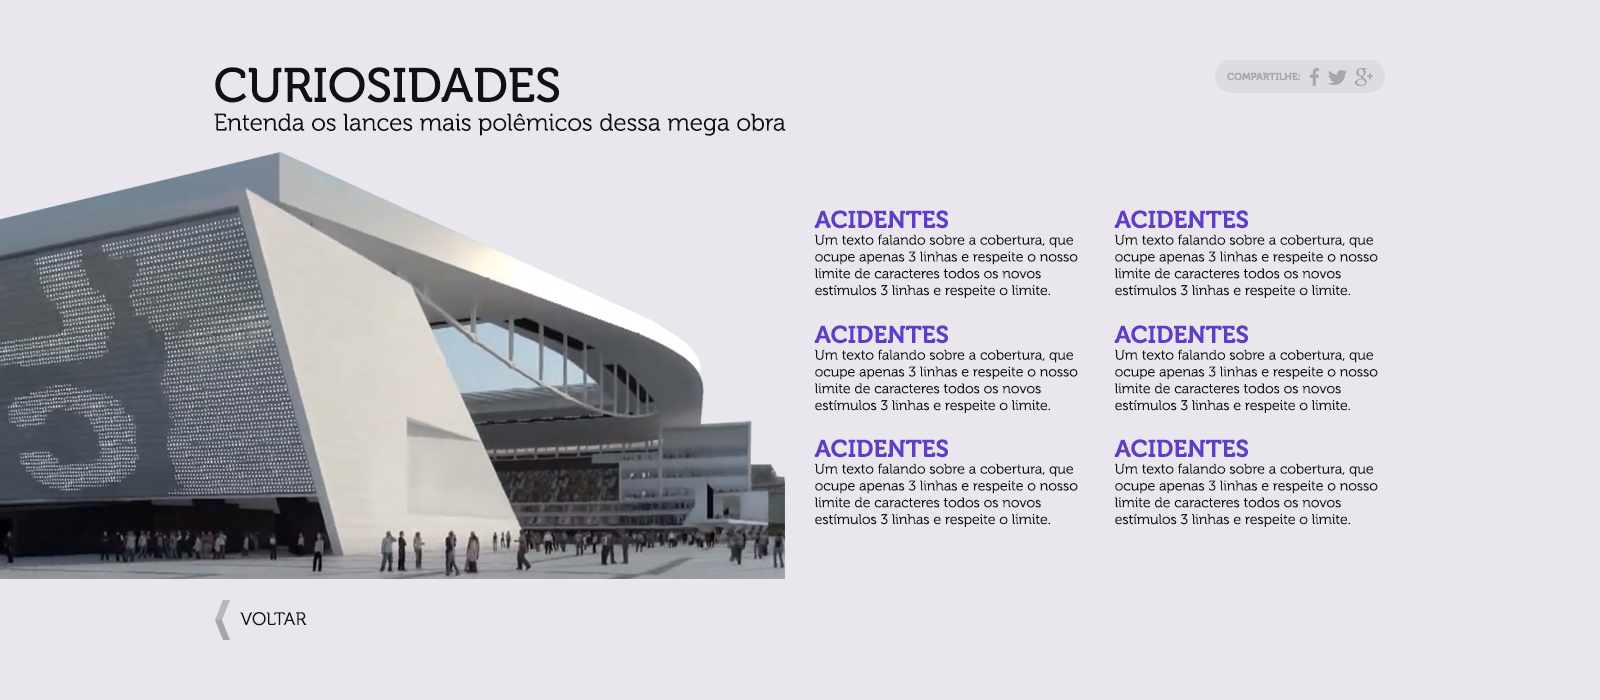 CURIOSIDADES
Entenda os lances mais polêmicos dessa mega obra
COMPARTILHE:
ACIDENTES
Um texto falando sobre a cobertura, que
ocupe apenas 3 linhas e respeite o nosso
limite de caracteres todos os novos
estímulos 3 linhas e respeite o limite.
ACIDENTES
Um texto falando sobre a cobertura, que
ocupe apenas 3 linhas e respeite o nosso
limite de caracteres todos os novos
estímulos 3 linhas e respeite o limite.
ACIDENTES
Um texto falando sobre a cobertura, que
ocupe apenas 3 linhas e respeite o nosso
limite de caracteres todos os novos
estímulos 3 linhas e respeite o limite.
ACIDENTES
Um texto falando sobre a cobertura, que
ocupe apenas 3 linhas e respeite o nosso
limite de caracteres todos os novos
estímulos 3 linhas e respeite o limite.
ACIDENTES
Um texto falando sobre a cobertura, que
ocupe apenas 3 linhas e respeite o nosso
limite de caracteres todos os novos
estímulos 3 linhas e respeite o limite.
ACIDENTES
Um texto falando sobre a cobertura, que
ocupe apenas 3 linhas e respeite o nosso
limite de caracteres todos os novos
estímulos 3 linhas e respeite o limite.
VOLTAR